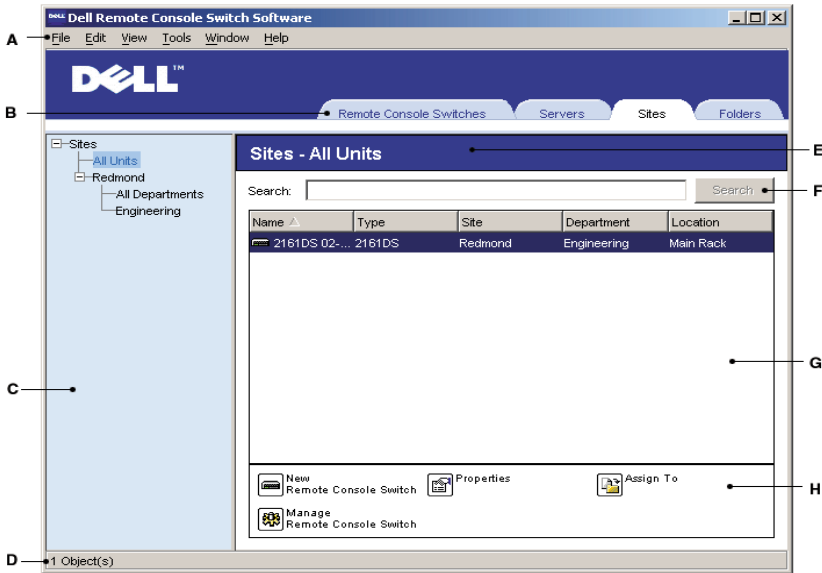 DELL Dell Remote Console Switch Software
A File Edit View Tools Window Help
DELL™
B Remote Console Switches Servers Sites Folders
Sites
All Units
Redmond
All Departments
Engineering
Sites - All Units E
Search: Search F
Name Type Site Department Location
2161DS 02-... 2161DS Redmond Engineering Main Rack
G
C
New
Remote Console Switch
Properties
Assign To
H
Manage
Remote Console Switch
D 1 Object(s)